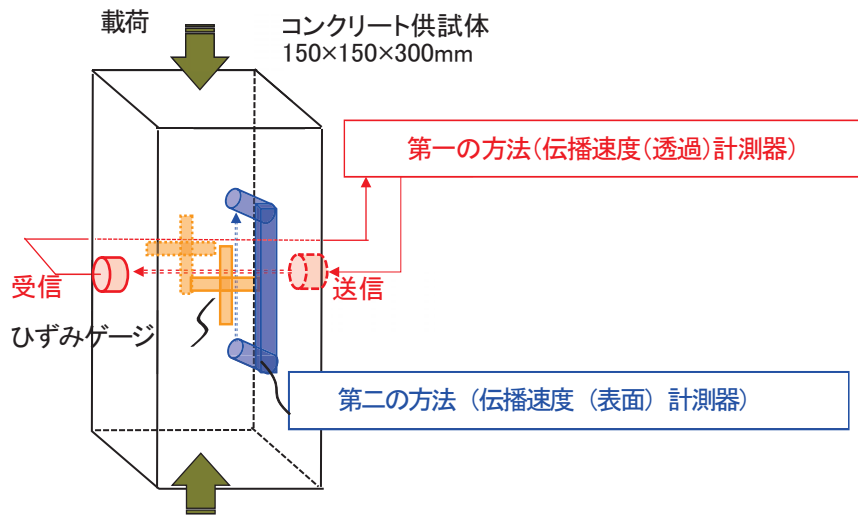 載荷
コンクリート供試体
150×150×300mm
第一の方法(伝播速度(透過)計測器)
受信
送信
ひずみゲージ
第二の方法 (伝播速度 (表面) 計測器)